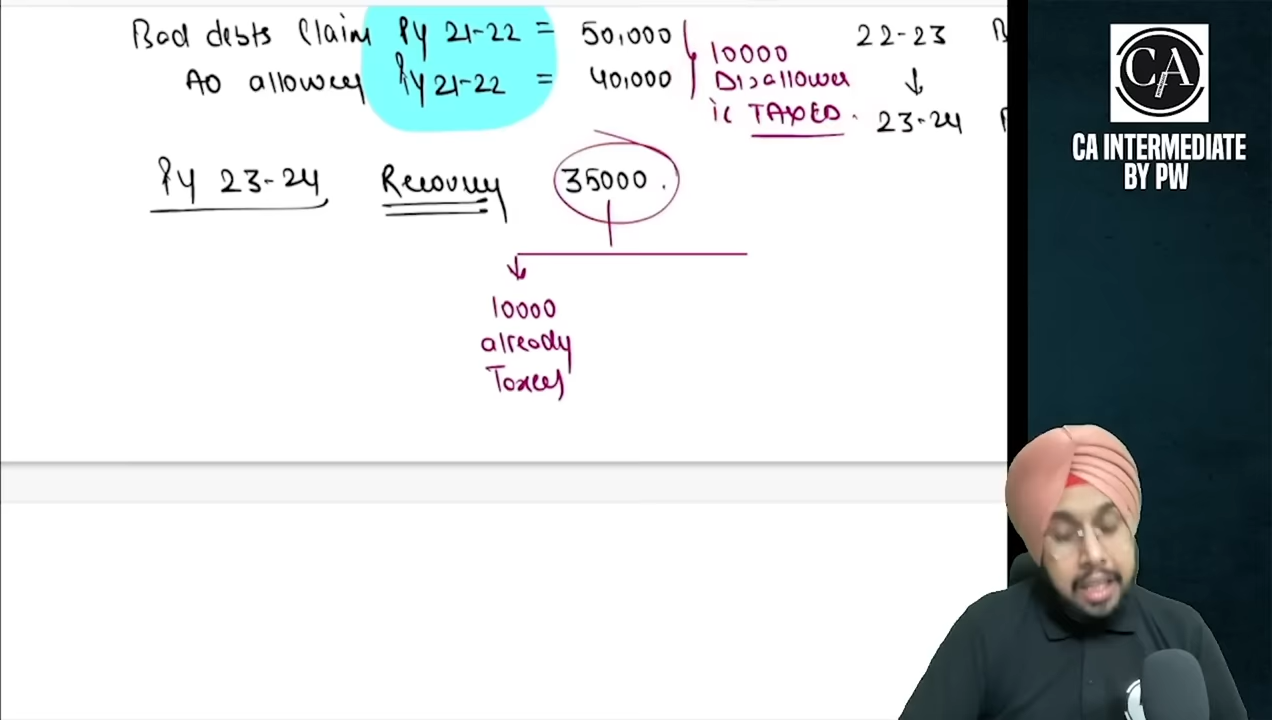 Bad debts Claim Py 21-22 = 50,000
AO allowed Py 21-22 = 40,000
10000
Disallowed
ie TAXED.
22-23
23-24
Py 23-24 Recovery 35000.
10000
already
Taxed
CA
CA INTERMEDIATE
BY PW